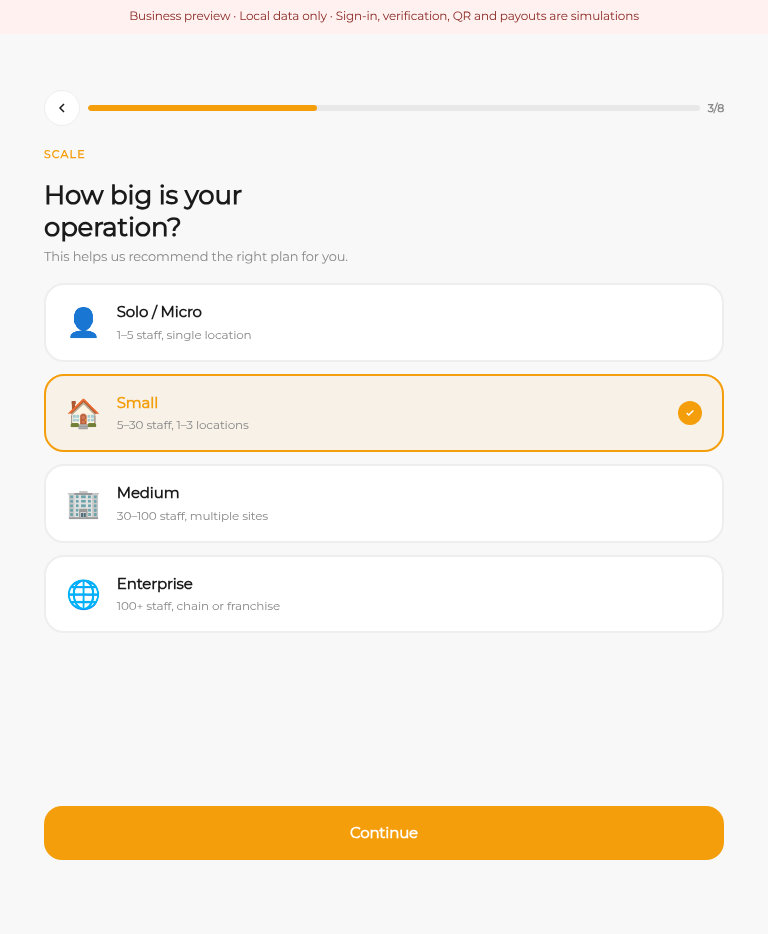 Business preview · Local data only · Sign-in, verification, QR and payouts are simulations
3/8
SCALE
How big is your
operation?
This helps us recommend the right plan for you.
Solo / Micro
1–5 staff, single location
Small
5–30 staff, 1–3 locations
Medium
30–100 staff, multiple sites
Enterprise
100+ staff, chain or franchise
Continue